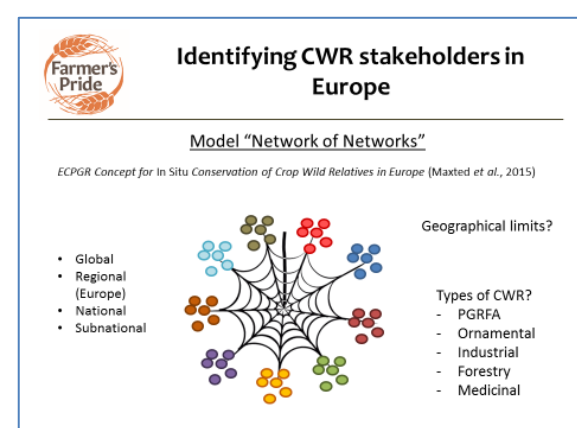 Farmer's
Pride
Identifying CWR stakeholders in
Europe
Model “Network of Networks”
ECPGR Concept for In Situ Conservation of Crop Wild Relatives in Europe (Maxted et al., 2015)
Geographical limits?
• Global
• Regional
(Europe)
• National
• Subnational
Types of CWR?
- PGRFA
- Ornamental
- Industrial
- Forestry
- Medicinal